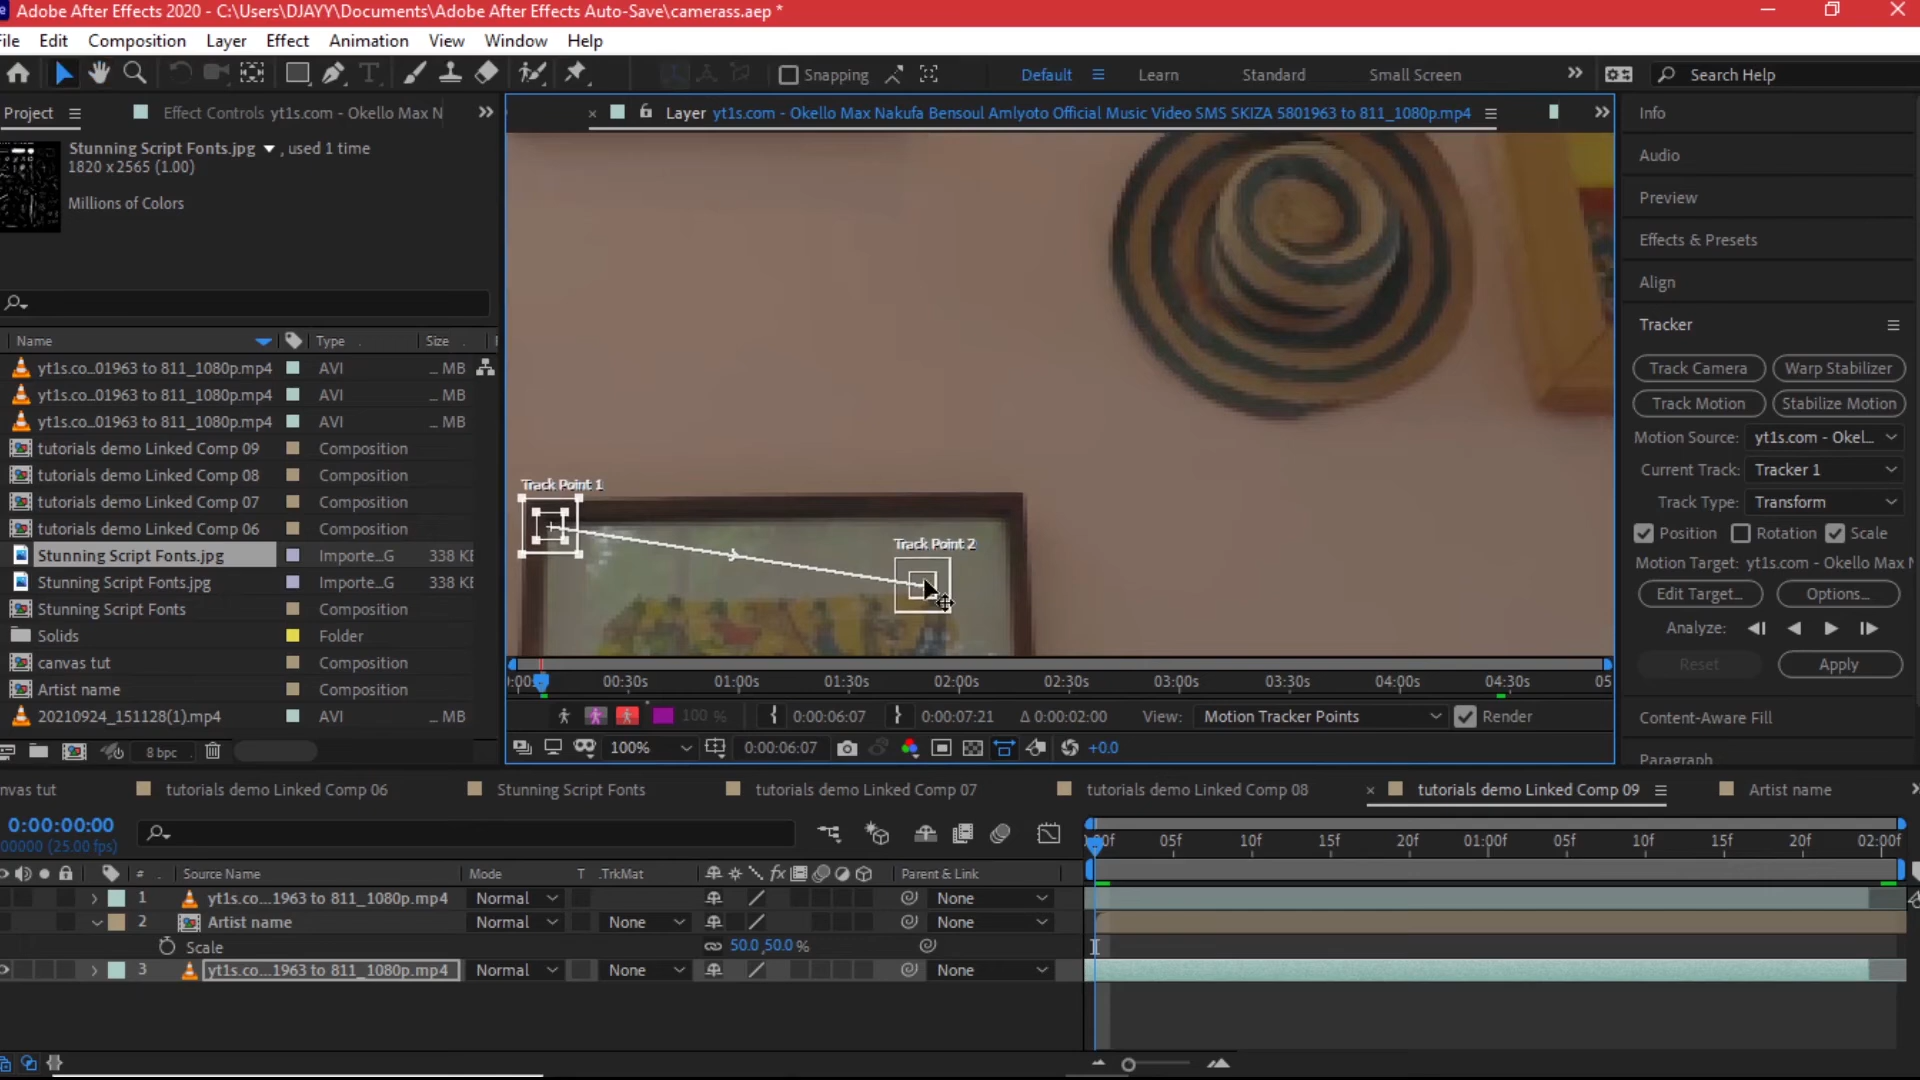 Adobe After Effects 2020 - C:\Users\DJAYY\Documents\Adobe After Effects Auto-Save\camerass.aep *
File Edit Composition Layer Effect Animation View Window Help
Snapping Default Learn Standard Small Screen Search Help
Project Effect Controls yt1s.com - Okello Max N
Layer yt1s.com - Okello Max Nakufa Bensoul Amlyoto Official Music Video SMS SKIZA 5801963 to 811_1080p.mp4
Stunning Script Fonts.jpg , used 1 time
1820 x 2565 (1.00)
Millions of Colors
Name Type Size
yt1s.co...01963 to 811_1080p.mp4 AVI ... MB
yt1s.co...01963 to 811_1080p.mp4 AVI ... MB
yt1s.co...01963 to 811_1080p.mp4 AVI ... MB
tutorials demo Linked Comp 09 Composition
tutorials demo Linked Comp 08 Composition
tutorials demo Linked Comp 07 Composition
tutorials demo Linked Comp 06 Composition
Stunning Script Fonts.jpg Importe...G 338 KE
Stunning Script Fonts.jpg Importe...G 338 KE
Stunning Script Fonts Composition
Solids Folder
canvas tut Composition
Artist name Composition
20210924_151128(1).mp4 AVI ... MB
8 bpc
Track Point 1
Track Point 2
0:00s 00:30s 01:00s 01:30s 02:00s 02:30s 03:00s 03:30s 04:00s 04:30s 05
100 % 0:00:06:07 0:00:07:21 Δ 0:00:02:00 View: Motion Tracker Points Render
100% 0:00:06:07 +0.0
Info
Audio
Preview
Effects & Presets
Align
Tracker
Track Camera Warp Stabilizer
Track Motion Stabilize Motion
Motion Source: yt1s.com - Okel...
Current Track: Tracker 1
Track Type: Transform
Position Rotation Scale
Motion Target: yt1s.com - Okello Max N
Edit Target... Options...
Analyze:
Reset Apply
Content-Aware Fill
Paragraph
nvas tut tutorials demo Linked Comp 06 Stunning Script Fonts tutorials demo Linked Comp 07 tutorials demo Linked Comp 08 tutorials demo Linked Comp 09 Artist name
0:00:00:00
00000 (25.00 fps)
:00f 05f 10f 15f 20f 01:00f 05f 10f 15f 20f 02:00f
# Source Name Mode T .TrkMat fx Parent & Link
1 yt1s.co...1963 to 811_1080p.mp4 Normal None
2 Artist name Normal None None
Scale 50.0,50.0 %
3 yt1s.co...1963 to 811_1080p.mp4 Normal None None